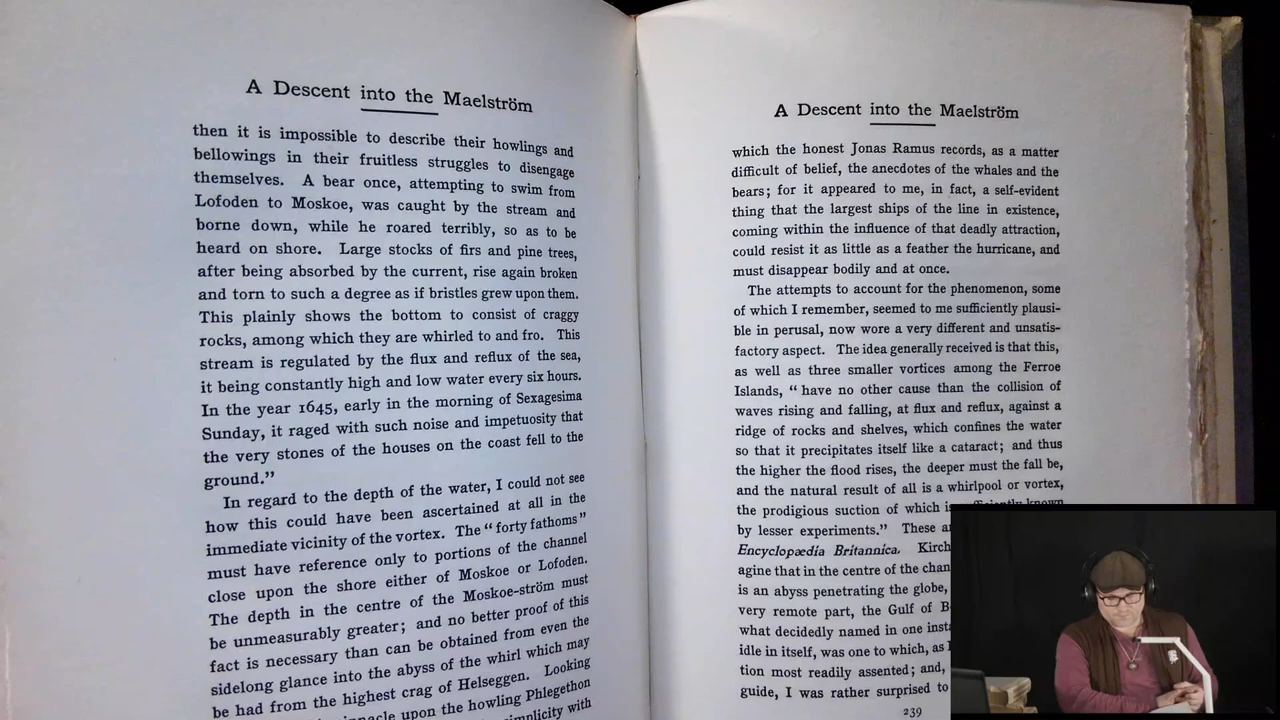 A Descent into the Maelström
then it is impossible to describe their howlings and
bellowings in their fruitless struggles to disengage
themselves. A bear once, attempting to swim from
Lofoden to Moskoe, was caught by the stream and
borne down, while he roared terribly, so as to be
heard on shore. Large stocks of firs and pine trees,
after being absorbed by the current, rise again broken
and torn to such a degree as if bristles grew upon them.
This plainly shows the bottom to consist of craggy
rocks, among which they are whirled to and fro. This
stream is regulated by the flux and reflux of the sea,
it being constantly high and low water every six hours.
In the year 1645, early in the morning of Sexagesima
Sunday, it raged with such noise and impetuosity that
the very stones of the houses on the coast fell to the
ground.”
In regard to the depth of the water, I could not see
how this could have been ascertained at all in the
immediate vicinity of the vortex. The “forty fathoms”
must have reference only to portions of the channel
close upon the shore either of Moskoe or Lofoden.
The depth in the centre of the Moskoe-ström must
be unmeasurably greater; and no better proof of this
fact is necessary than can be obtained from even the
sidelong glance into the abyss of the whirl which may
be had from the highest crag of Helseggen. Looking
upon the howling Phlegethon
simplicity with
A Descent into the Maelström
which the honest Jonas Ramus records, as a matter
difficult of belief, the anecdotes of the whales and the
bears; for it appeared to me, in fact, a self-evident
thing that the largest ships of the line in existence,
coming within the influence of that deadly attraction,
could resist it as little as a feather the hurricane, and
must disappear bodily and at once.
The attempts to account for the phenomenon, some
of which I remember, seemed to me sufficiently plausi-
ble in perusal, now wore a very different and unsatis-
factory aspect. The idea generally received is that this,
as well as three smaller vortices among the Ferroe
Islands, “have no other cause than the collision of
waves rising and falling, at flux and reflux, against a
ridge of rocks and shelves, which confines the water
so that it precipitates itself like a cataract; and thus
the higher the flood rises, the deeper must the fall be,
and the natural result of all is a whirlpool or vortex,
the prodigious suction of which is sufficiently known
by lesser experiments.” These
Encyclopædia Britannica.
agine that in the centre of the
is an abyss penetrating the globe,
very remote part, the Gulf of
what decidedly named in one
idle in itself, was one to which, as
tion most readily assented; and,
guide, I was rather surprised to
239